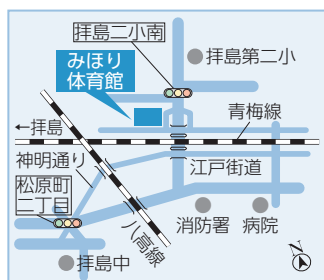 拝島二小南
拝島第二小
みほり
体育館
青梅線
←拝島
神明通り
江戸街道
松原町
二丁目
八高線
消防署
病院
拝島中
N